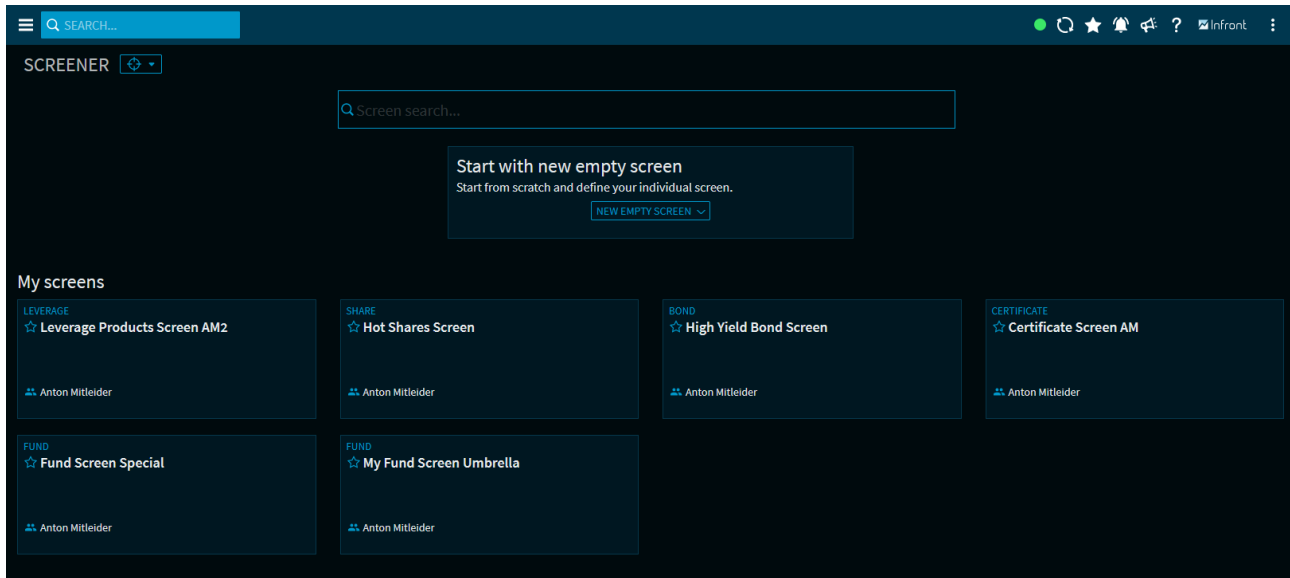 SEARCH...
? Infront
SCREENER
Screen search...
Start with new empty screen
Start from scratch and define your individual screen.
NEW EMPTY SCREEN
My screens
LEVERAGE
Leverage Products Screen AM2
Anton Mitleider
SHARE
Hot Shares Screen
Anton Mitleider
BOND
High Yield Bond Screen
Anton Mitleider
CERTIFICATE
Certificate Screen AM
Anton Mitleider
FUND
Fund Screen Special
Anton Mitleider
FUND
My Fund Screen Umbrella
Anton Mitleider